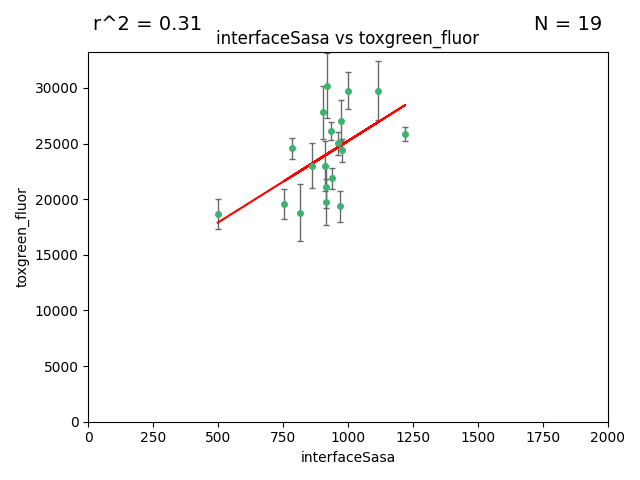 r^2 = 0.31
N = 19
interfaceSasa vs toxgreen_fluor
30000
25000
20000
15000
10000
5000
0
toxgreen_fluor
0 250 500 750 1000 1250 1500 1750 2000
interfaceSasa